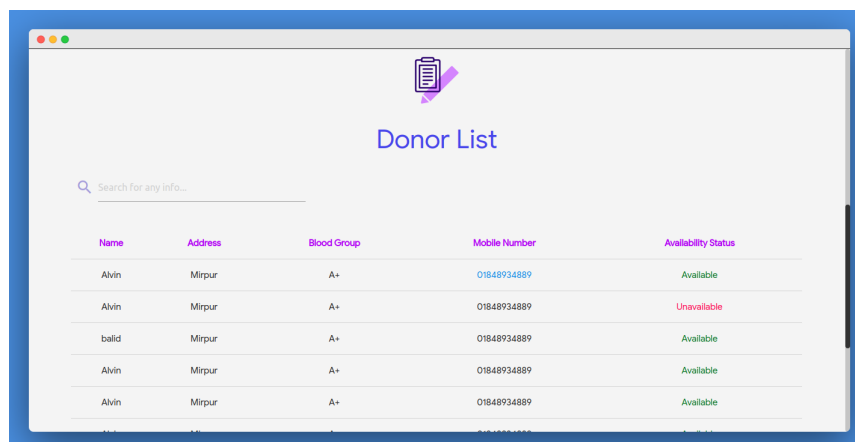 Donor List
Search for any info...
Name Address Blood Group Mobile Number Availability Status
Alvin Mirpur A+ 01848934889 Available
Alvin Mirpur A+ 01848934889 Unavailable
balid Mirpur A+ 01848934889 Available
Alvin Mirpur A+ 01848934889 Available
Alvin Mirpur A+ 01848934889 Available